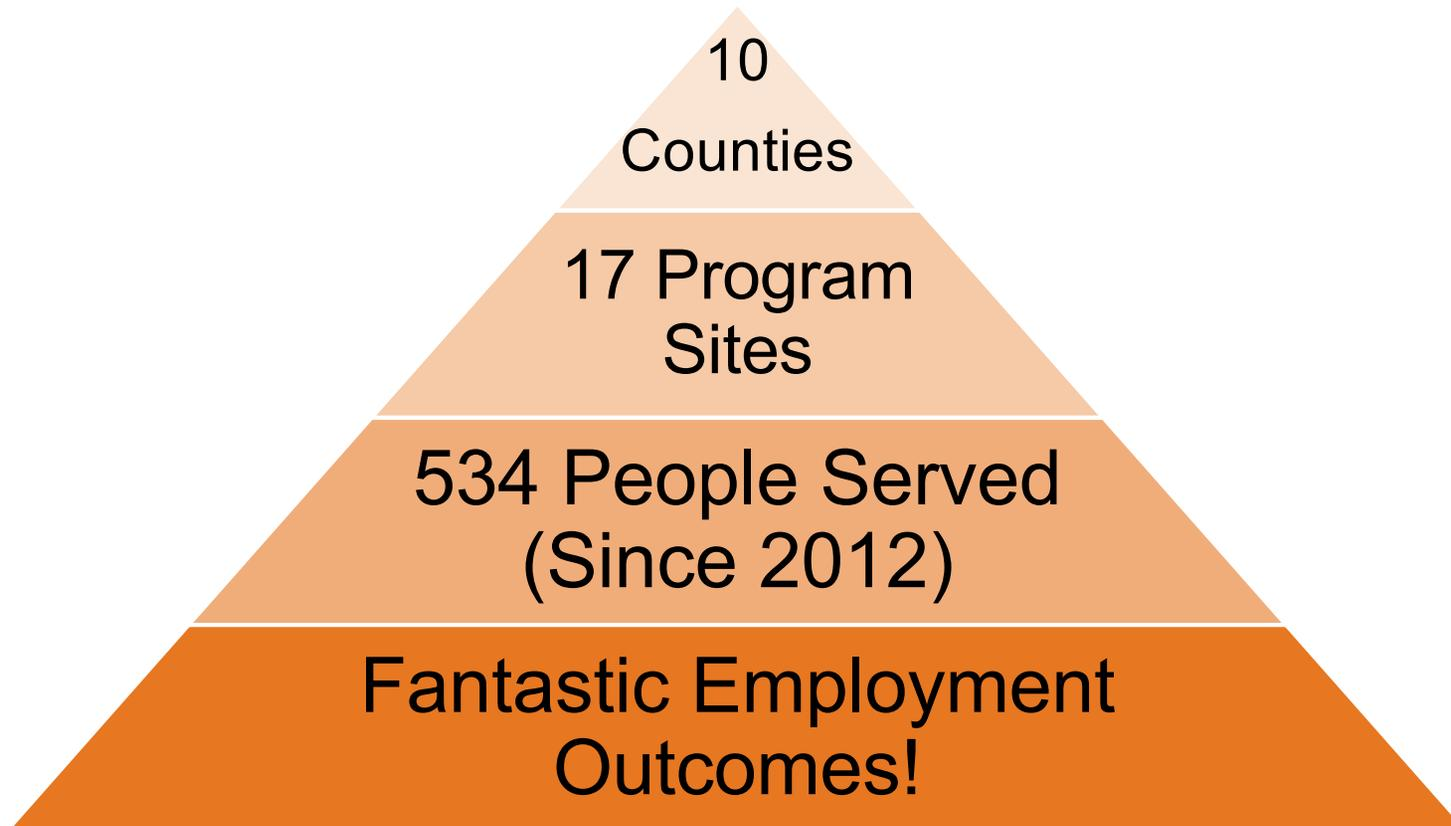 10
Counties
17 Program
Sites
534 People Served
(Since 2012)
Fantastic Employment
Outcomes!